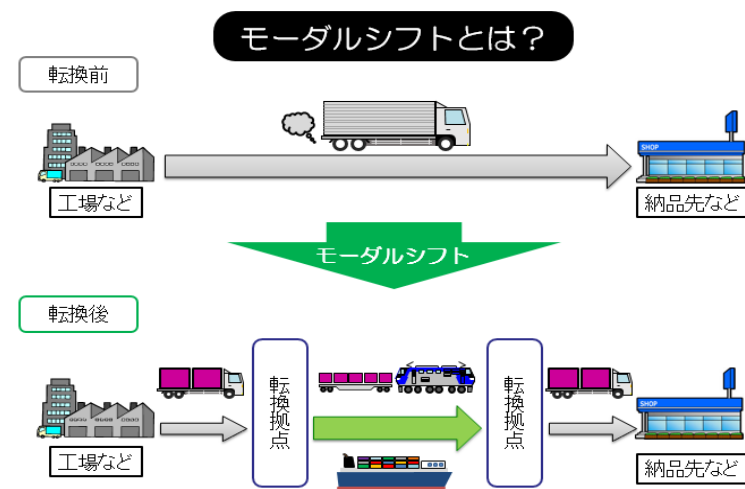 モーダルシフトとは？
転換前
SHOP
工場など
納品先など
モーダルシフト
転換後
転換拠点
転換拠点
SHOP
工場など
納品先など